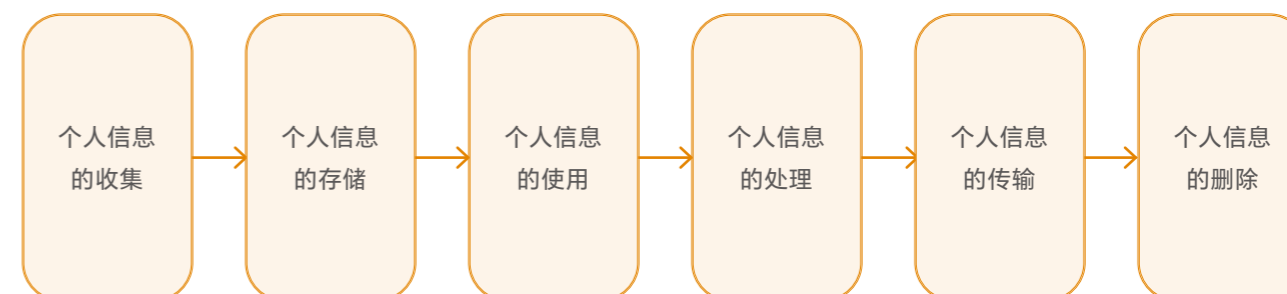 个人信息
的收集
个人信息
的存储
个人信息
的使用
个人信息
的处理
个人信息
的传输
个人信息
的删除